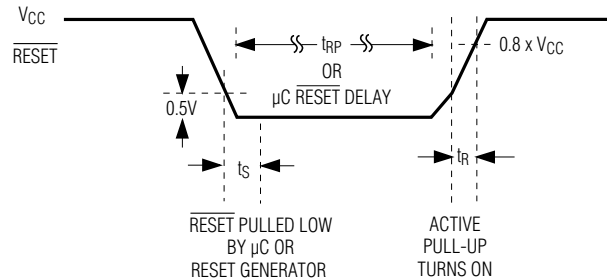 VCC
RESET
tRP
OR
µC RESET DELAY
0.8 x VCC
0.5V
tS
tR
RESET PULLED LOW
BY µC OR
RESET GENERATOR
ACTIVE
PULL-UP
TURNS ON